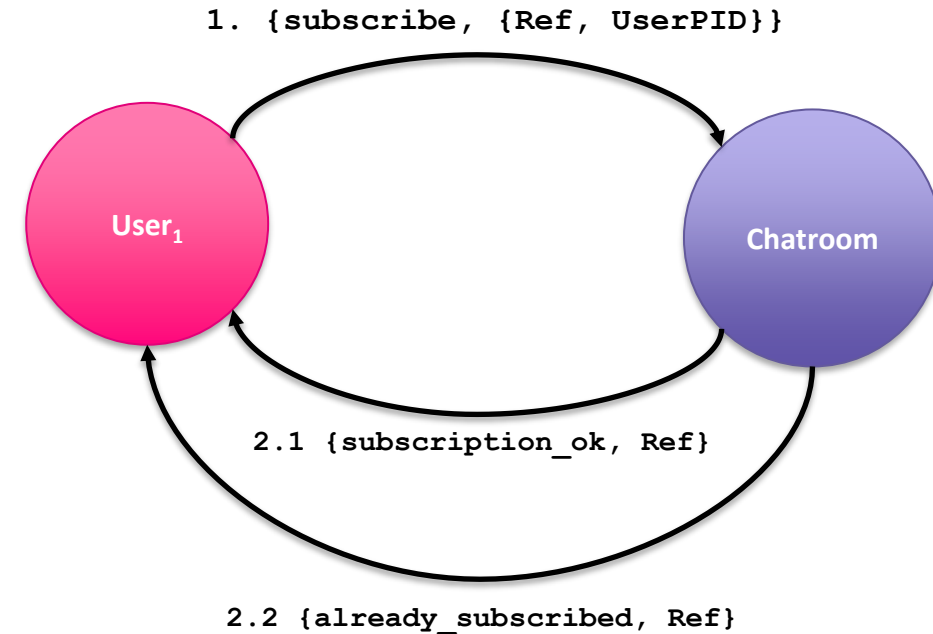 1. {subscribe, {Ref, UserPID}}
User₁
Chatroom
2.1 {subscription_ok, Ref}
2.2 {already_subscribed, Ref}